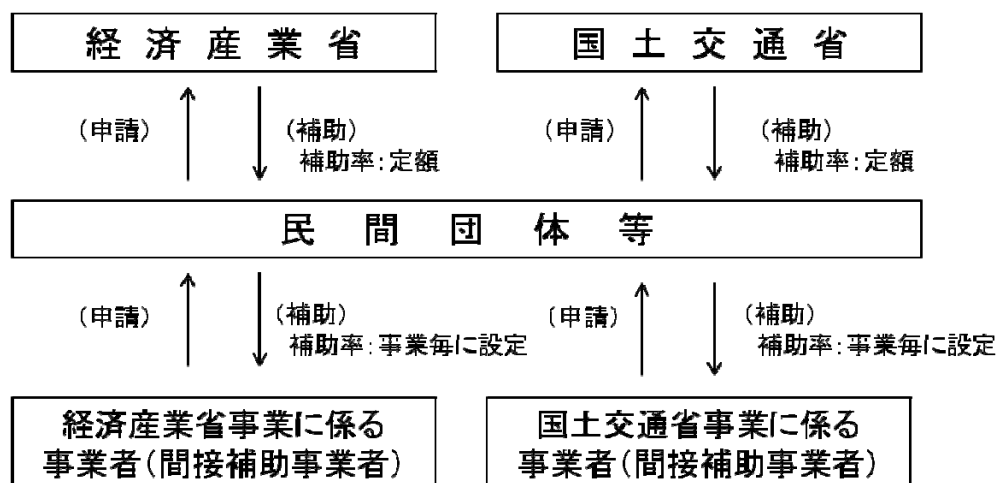 経済産業省
国土交通省
(申請)
(補助)
補助率:定額
(申請)
(補助)
補助率:定額
民間団体等
(申請)
(補助)
補助率:事業毎に設定
(申請)
(補助)
補助率:事業毎に設定
経済産業省事業に係る
事業者(間接補助事業者)
国土交通省事業に係る
事業者(間接補助事業者)